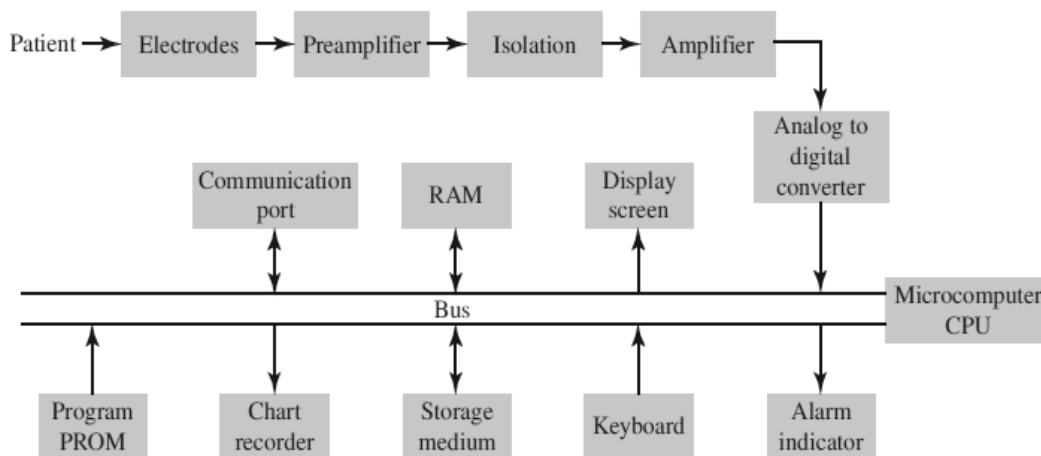 Patient
Electrodes
Preamplifier
Isolation
Amplifier
Analog to
digital
converter
Communication
port
RAM
Display
screen
Bus
Microcomputer
CPU
Program
PROM
Chart
recorder
Storage
medium
Keyboard
Alarm
indicator